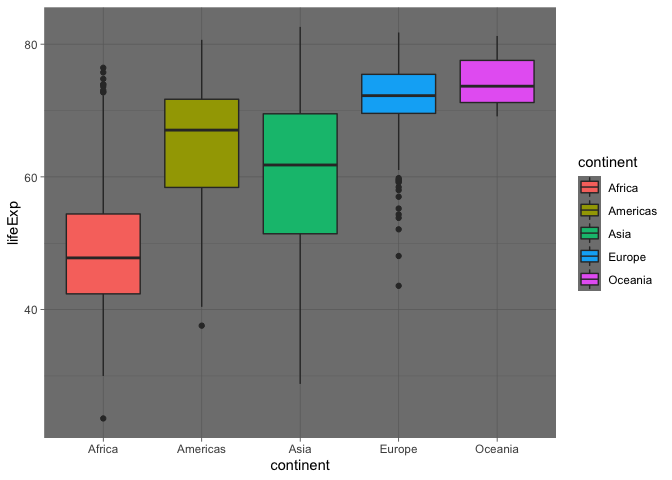 80
60
40
lifeExp
Africa Americas Asia Europe Oceania
continent
continent
Africa
Americas
Asia
Europe
Oceania